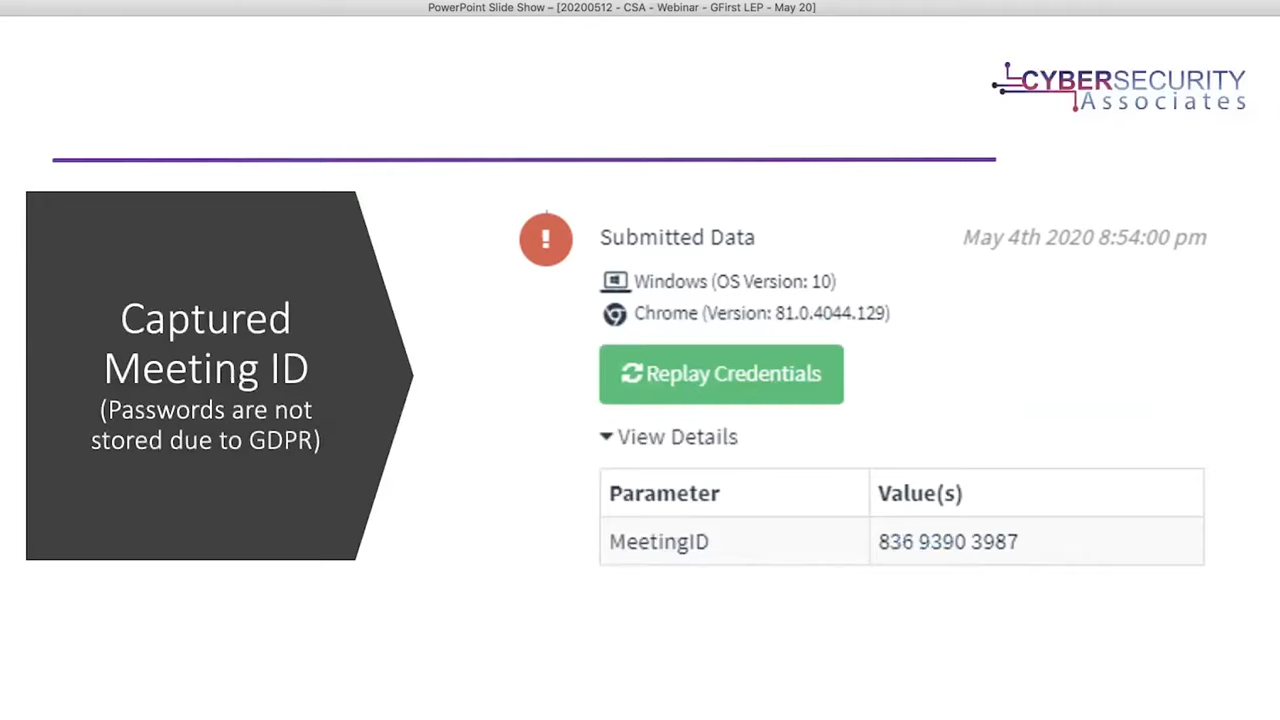 PowerPoint Slide Show – [20200512 - CSA - Webinar - GFirst LEP - May 20]
CYBERSECURITY
Associates
Captured
Meeting ID
(Passwords are not
stored due to GDPR)
!
Submitted Data
May 4th 2020 8:54:00 pm
Windows (OS Version: 10)
Chrome (Version: 81.0.4044.129)
Replay Credentials
View Details
Parameter Value(s)
MeetingID 836 9390 3987